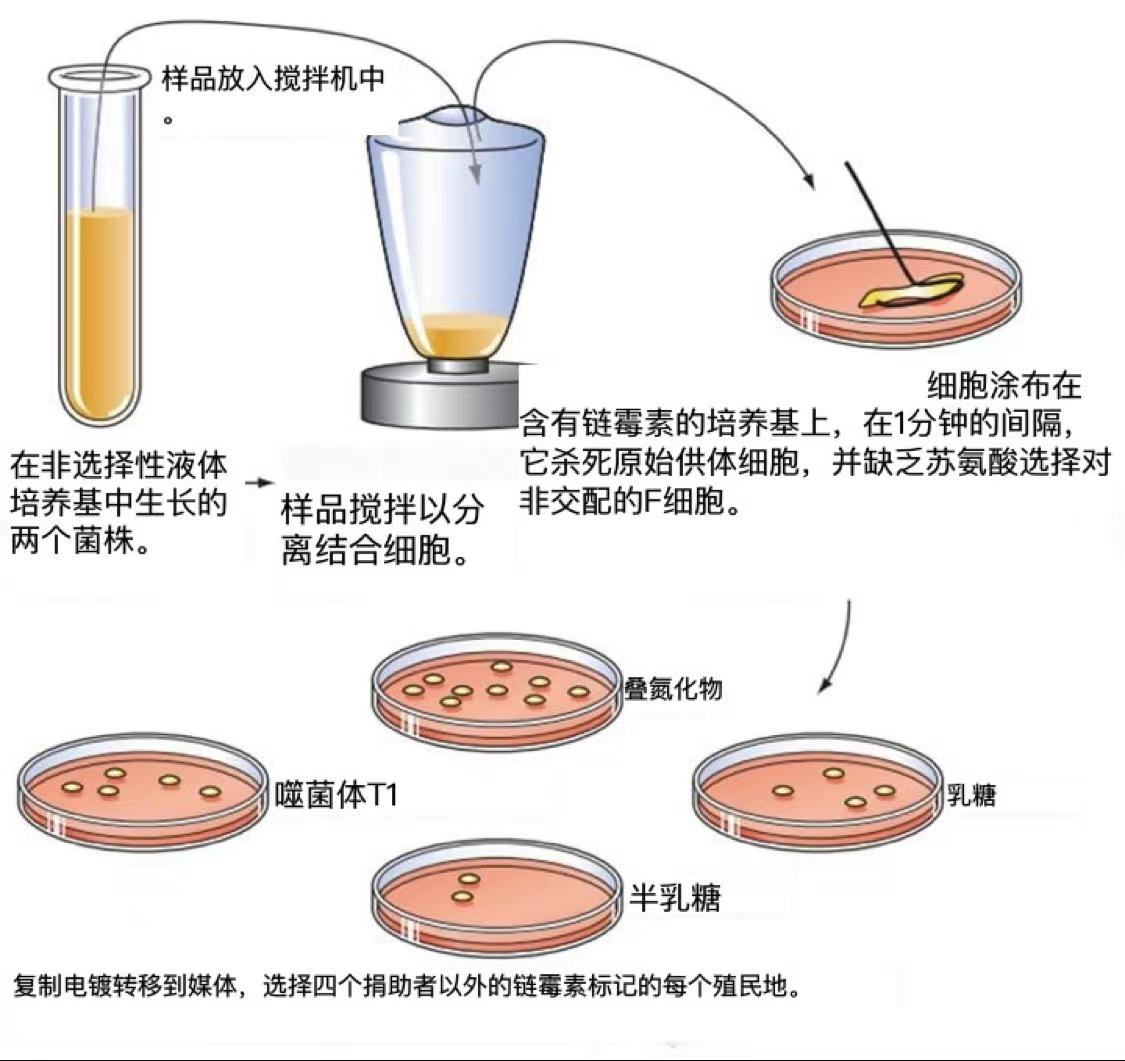 样品放入搅拌机中
。
在非选择性液体
培养基中生长的
两个菌株。
样品搅拌以分
离结合细胞。
细胞涂布在
含有链霉素的培养基上，在1分钟的间隔，
它杀死原始供体细胞，并缺乏苏氨酸选择对
非交配的F细胞。
叠氮化物
噬菌体T1
乳糖
半乳糖
复制电镀转移到媒体，选择四个捐助者以外的链霉素标记的每个殖民地。